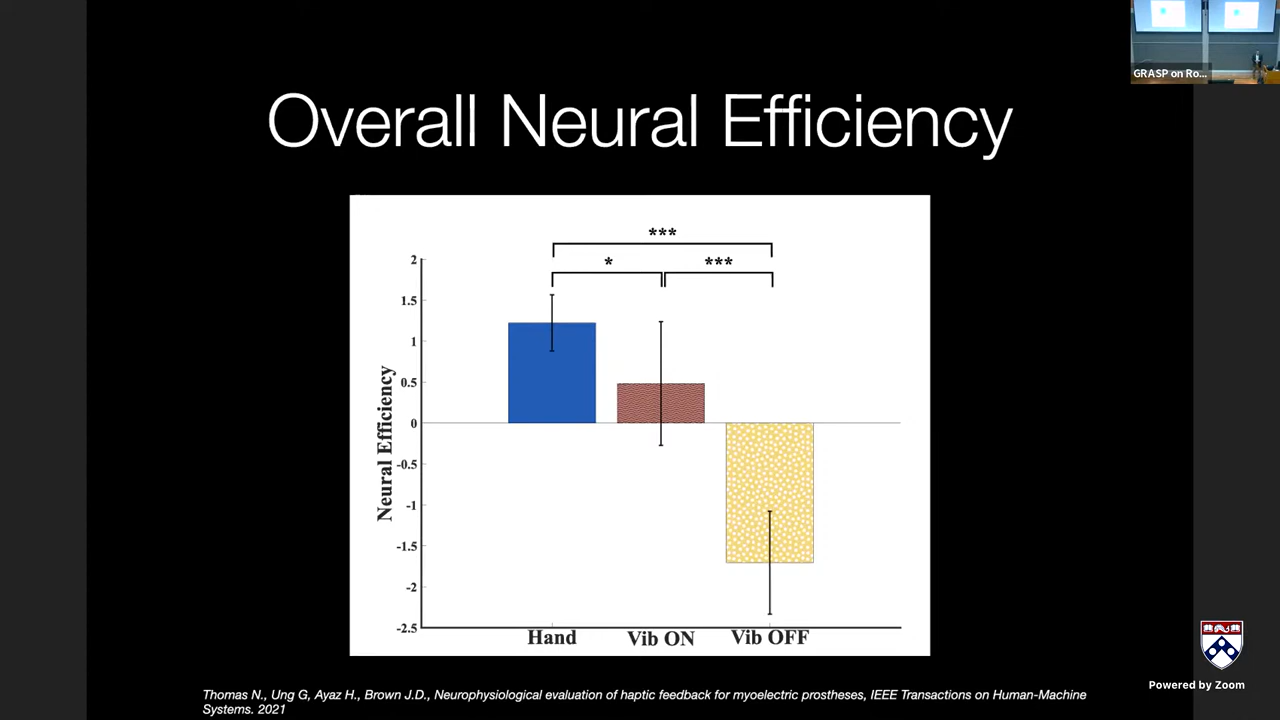 GRASP on Ro...
Overall Neural Efficiency
***
* ***
2
1.5
1
0.5
0
-0.5
-1
-1.5
-2
-2.5
Neural Efficiency
Hand Vib ON Vib OFF
Thomas N., Ung G, Ayaz H., Brown J.D., Neurophysiological evaluation of haptic feedback for myoelectric prostheses, IEEE Transactions on Human-Machine
Systems. 2021
Powered by Zoom